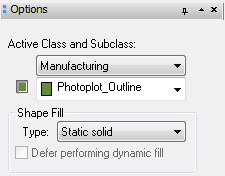 Options
Active Class and Subclass:
Manufacturing
Photoplot_Outline
Shape Fill
Type: Static solid
Defer performing dynamic fill